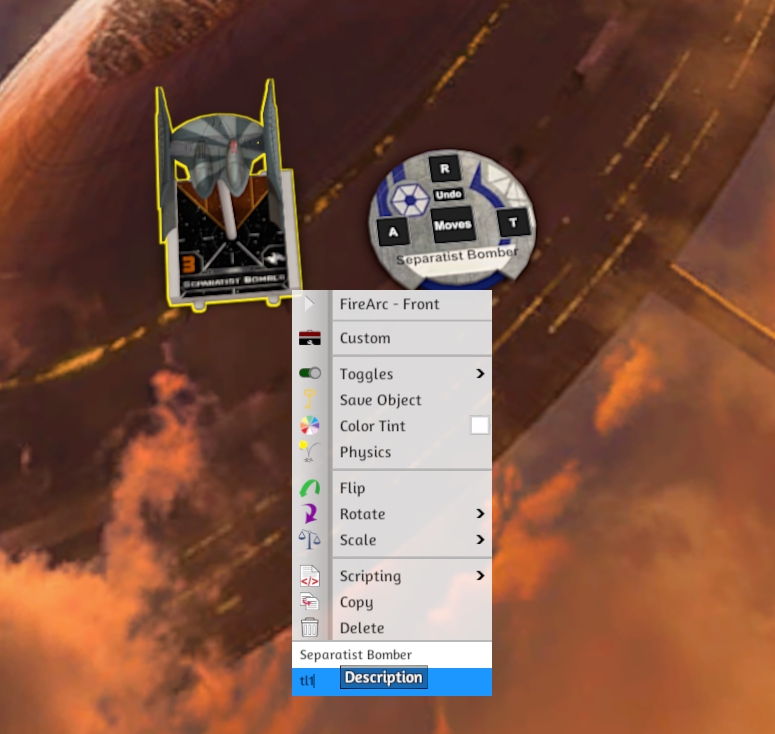 R
Undo
A
Moves
T
Separatist Bomber
3
SEPARATIST BOMBER
FireArc - Front
Custom
Toggles
Save Object
Color Tint
Physics
Flip
Rotate
Scale
Scripting
Copy
Delete
Separatist Bomber
tl1
Description